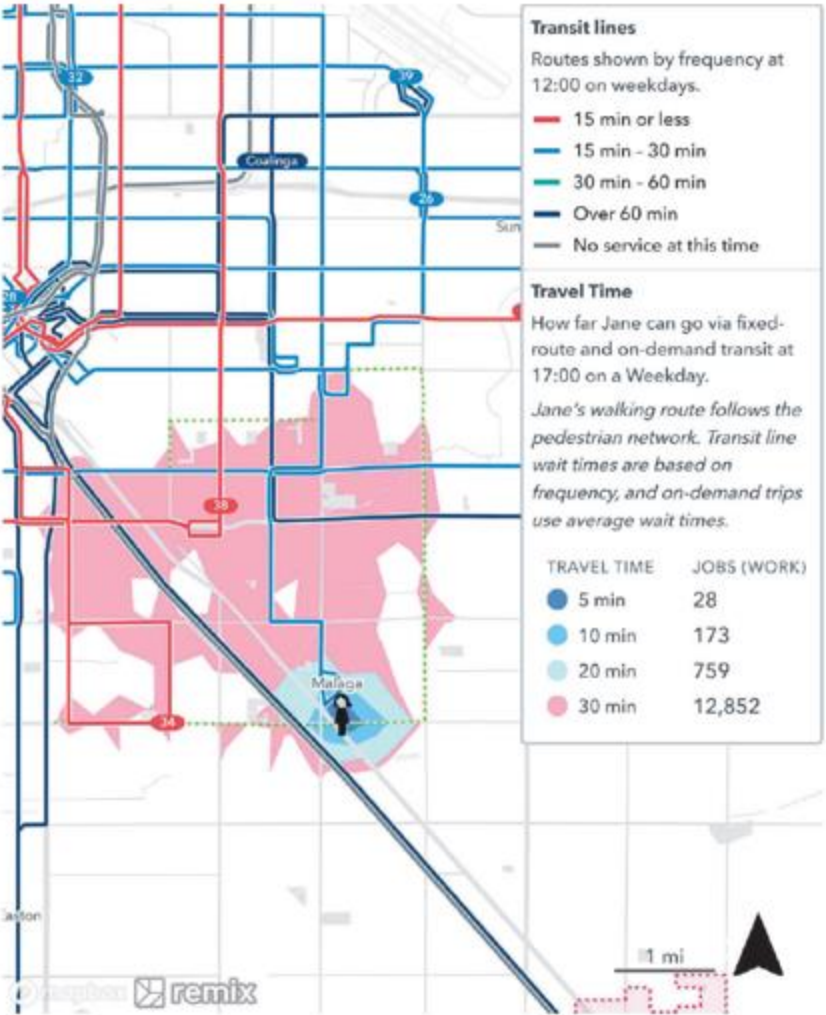 Transit lines
Routes shown by frequency at
12:00 on weekdays.
15 min or less
15 min - 30 min
30 min - 60 min
Over 60 min
No service at this time
Travel Time
How far Jane can go via fixed-
route and on-demand transit at
17:00 on a Weekday.
Jane's walking route follows the
pedestrian network. Transit line
wait times are based on
frequency, and on-demand trips
use average wait times.
TRAVEL TIME JOBS (WORK)
5 min 28
10 min 173
20 min 759
30 min 12,852
32
39
Coalinga
26
Sun
28
38
Malaga
34
aston
1 mi
mapbox remix